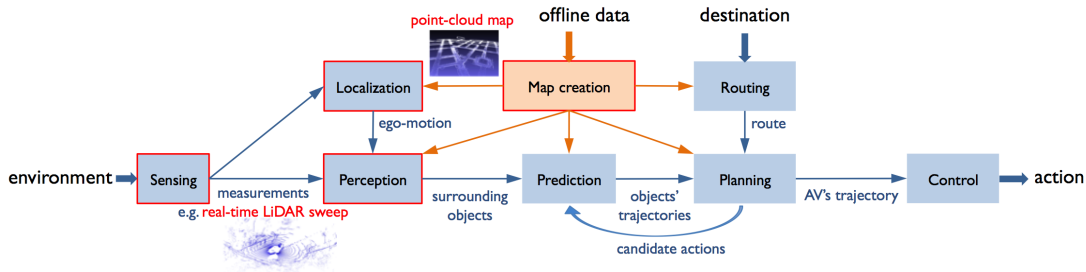 offline data
destination
point-cloud map
Localization
Map creation
Routing
ego-motion
route
environment
Sensing
measurements
e.g. real-time LiDAR sweep
Perception
surrounding
objects
Prediction
objects'
trajectories
candidate actions
Planning
AV's trajectory
Control
action